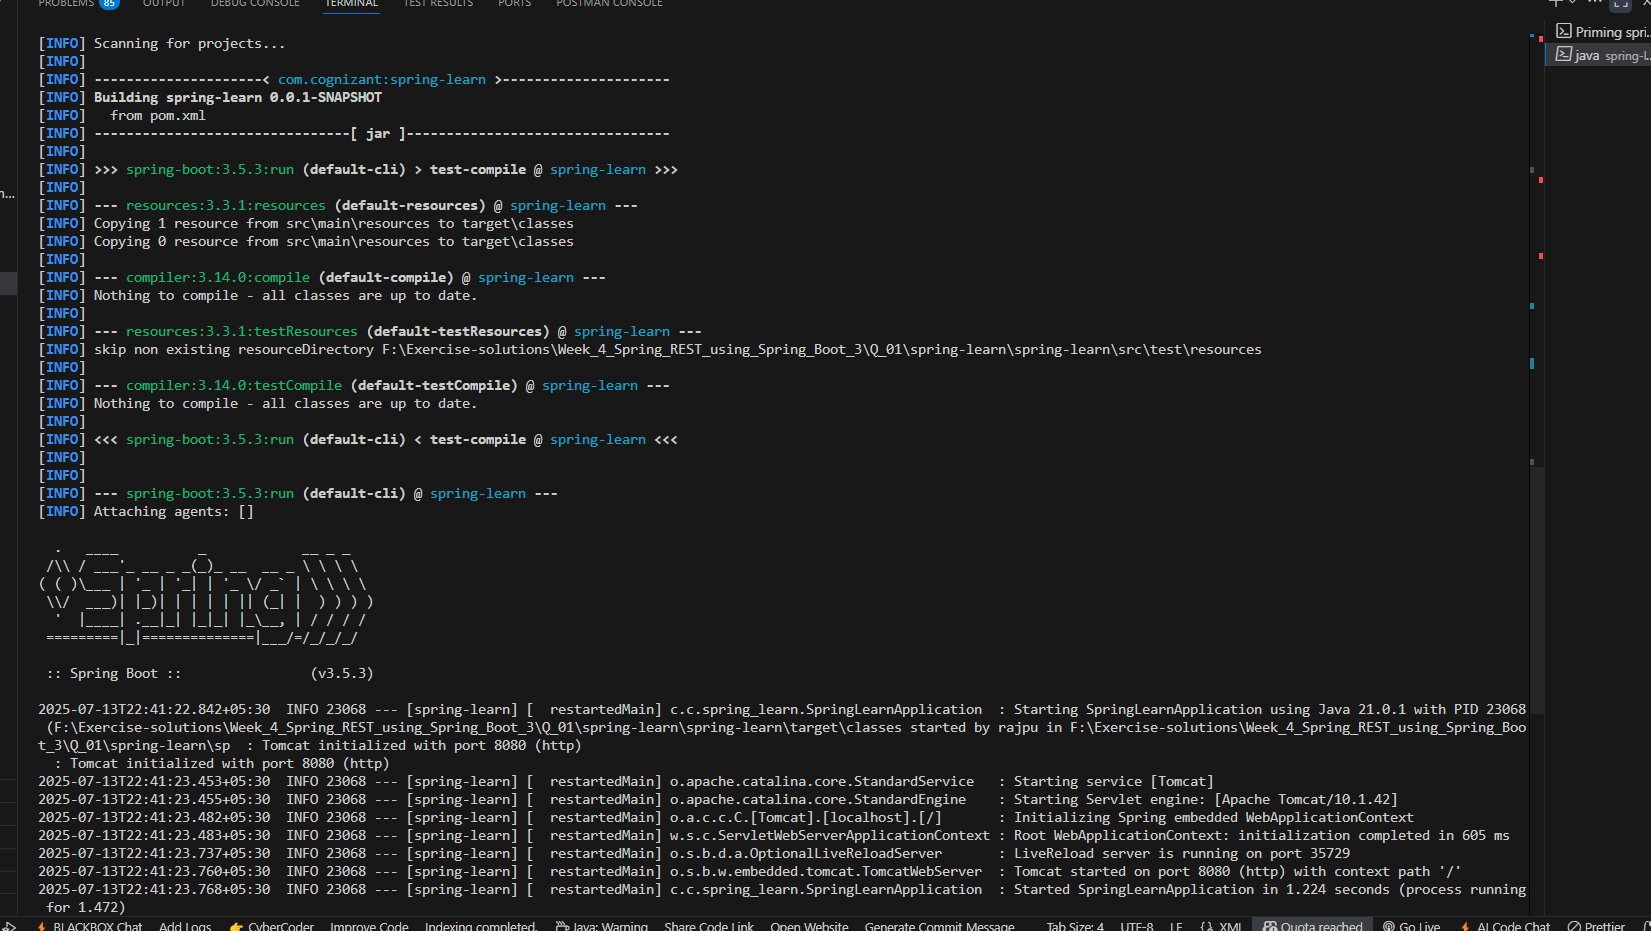 PROBLEMS 85 OUTPUT DEBUG CONSOLE TERMINAL TEST RESULTS PORTS POSTMAN CONSOLE
Priming spri...
java spring-l...
[INFO] Scanning for projects...
[INFO]
[INFO] ---------------------< com.cognizant:spring-learn >---------------------
[INFO] Building spring-learn 0.0.1-SNAPSHOT
[INFO]   from pom.xml
[INFO] --------------------------------[ jar ]---------------------------------
[INFO]
[INFO] >>> spring-boot:3.5.3:run (default-cli) > test-compile @ spring-learn >>>
[INFO]
[INFO] --- resources:3.3.1:resources (default-resources) @ spring-learn ---
[INFO] Copying 1 resource from src\main\resources to target\classes
[INFO] Copying 0 resource from src\main\resources to target\classes
[INFO]
[INFO] --- compiler:3.14.0:compile (default-compile) @ spring-learn ---
[INFO] Nothing to compile - all classes are up to date.
[INFO]
[INFO] --- resources:3.3.1:testResources (default-testResources) @ spring-learn ---
[INFO] skip non existing resourceDirectory F:\Exercise-solutions\Week_4_Spring_REST_using_Spring_Boot_3\Q_01\spring-learn\spring-learn\src\test\resources
[INFO]
[INFO] --- compiler:3.14.0:testCompile (default-testCompile) @ spring-learn ---
[INFO] Nothing to compile - all classes are up to date.
[INFO]
[INFO] <<< spring-boot:3.5.3:run (default-cli) < test-compile @ spring-learn <<<
[INFO]
[INFO]
[INFO] --- spring-boot:3.5.3:run (default-cli) @ spring-learn ---
[INFO] Attaching agents: []
  .   ____          _            __ _ _
 /\\ / ___'_ __ _ _(_)_ __  __ _ \ \ \ \
( ( )\___ | '_ | '_| | '_ \/ _` | \ \ \ \
 \\/  ___)| |_)| | | | | || (_| |  ) ) ) )
  '  |____| .__|_| |_|_| |_\__, | / / / /
 =========|_|==============|___/=/_/_/_/
 :: Spring Boot ::                (v3.5.3)
2025-07-13T22:41:22.842+05:30  INFO 23068 --- [spring-learn] [  restartedMain] c.c.spring_learn.SpringLearnApplication  : Starting SpringLearnApplication using Java 21.0.1 with PID 23068
 (F:\Exercise-solutions\Week_4_Spring_REST_using_Spring_Boot_3\Q_01\spring-learn\spring-learn\target\classes started by rajpu in F:\Exercise-solutions\Week_4_Spring_REST_using_Spring_Boo
t_3\Q_01\spring-learn\sp  : Tomcat initialized with port 8080 (http)
  : Tomcat initialized with port 8080 (http)
2025-07-13T22:41:23.453+05:30  INFO 23068 --- [spring-learn] [  restartedMain] o.apache.catalina.core.StandardService   : Starting service [Tomcat]
2025-07-13T22:41:23.455+05:30  INFO 23068 --- [spring-learn] [  restartedMain] o.apache.catalina.core.StandardEngine    : Starting Servlet engine: [Apache Tomcat/10.1.42]
2025-07-13T22:41:23.482+05:30  INFO 23068 --- [spring-learn] [  restartedMain] o.a.c.c.C.[Tomcat].[localhost].[/]       : Initializing Spring embedded WebApplicationContext
2025-07-13T22:41:23.483+05:30  INFO 23068 --- [spring-learn] [  restartedMain] w.s.c.ServletWebServerApplicationContext : Root WebApplicationContext: initialization completed in 605 ms
2025-07-13T22:41:23.737+05:30  INFO 23068 --- [spring-learn] [  restartedMain] o.s.b.d.a.OptionalLiveReloadServer       : LiveReload server is running on port 35729
2025-07-13T22:41:23.760+05:30  INFO 23068 --- [spring-learn] [  restartedMain] o.s.b.w.embedded.tomcat.TomcatWebServer  : Tomcat started on port 8080 (http) with context path '/'
2025-07-13T22:41:23.768+05:30  INFO 23068 --- [spring-learn] [  restartedMain] c.c.spring_learn.SpringLearnApplication  : Started SpringLearnApplication in 1.224 seconds (process running
 for 1.472)
BLACKBOX Chat Add Logs CyberCoder Improve Code Indexing completed. Java: Warning Share Code Link Open Website Generate Commit Message Tab Size: 4 UTF-8 LF {} XML Quota reached Go Live AI Code Chat Prettier